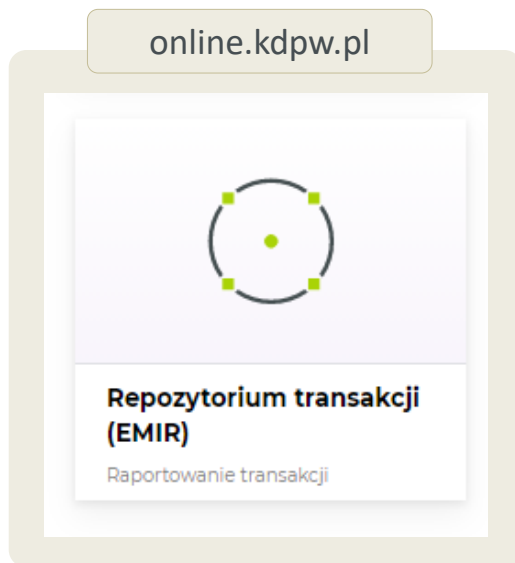 online.kdpw.pl
Repozytorium transakcji
(EMIR)
Raportowanie transakcji